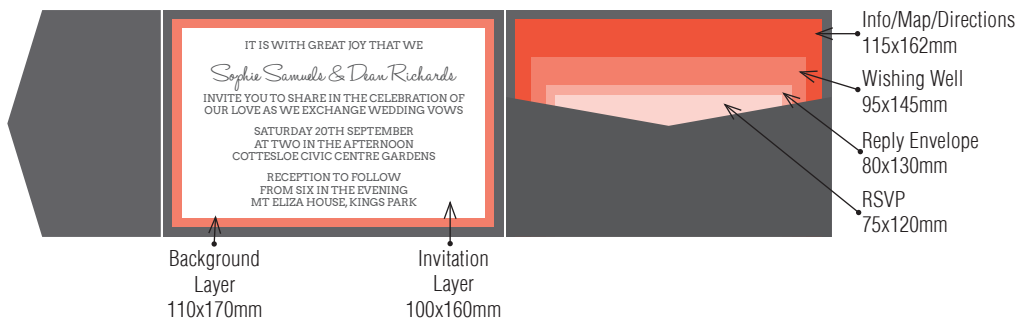 IT IS WITH GREAT JOY THAT WE
Sophie Samuels & Dean Richards
INVITE YOU TO SHARE IN THE CELEBRATION OF
OUR LOVE AS WE EXCHANGE WEDDING VOWS
SATURDAY 20TH SEPTEMBER
AT TWO IN THE AFTERNOON
COTTESLOE CIVIC CENTRE GARDENS
RECEPTION TO FOLLOW
FROM SIX IN THE EVENING
MT ELIZA HOUSE, KINGS PARK
Background
Layer
110x170mm
Invitation
Layer
100x160mm
Info/Map/Directions
115x162mm
Wishing Well
95x145mm
Reply Envelope
80x130mm
RSVP
75x120mm